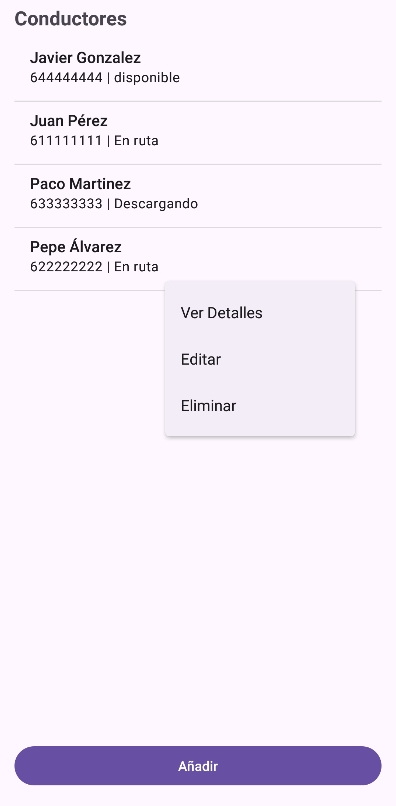 Conductores
Javier Gonzalez
644444444 | disponible
Juan Pérez
611111111 | En ruta
Paco Martinez
633333333 | Descargando
Pepe Álvarez
622222222 | En ruta
Ver Detalles
Editar
Eliminar
Añadir